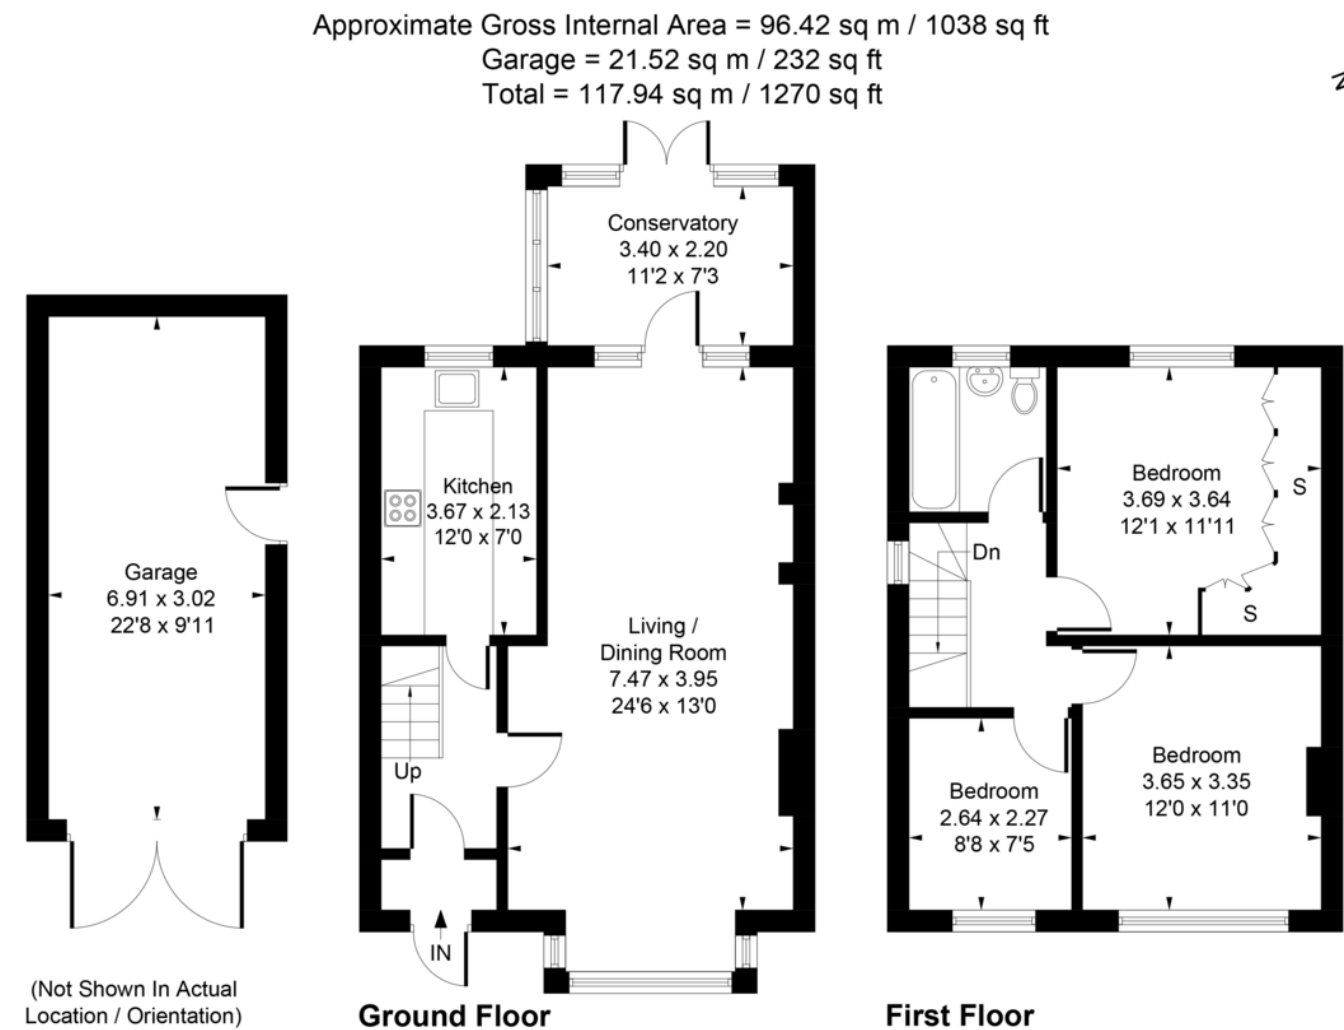 Approximate Gross Internal Area = 96.42 sq m / 1038 sq ft
Garage = 21.52 sq m / 232 sq ft
Total = 117.94 sq m / 1270 sq ft
Conservatory
3.40 x 2.20
11'2 x 7'3
Kitchen
3.67 x 2.13
12'0 x 7'0
Garage
6.91 x 3.02
22'8 x 9'11
Living /
Dining Room
7.47 x 3.95
24'6 x 13'0
Up
IN
Bedroom
3.69 x 3.64
12'1 x 11'11
S
S
Dn
Bedroom
3.65 x 3.35
12'0 x 11'0
Bedroom
2.64 x 2.27
8'8 x 7'5
(Not Shown In Actual
Location / Orientation)
Ground Floor
First Floor